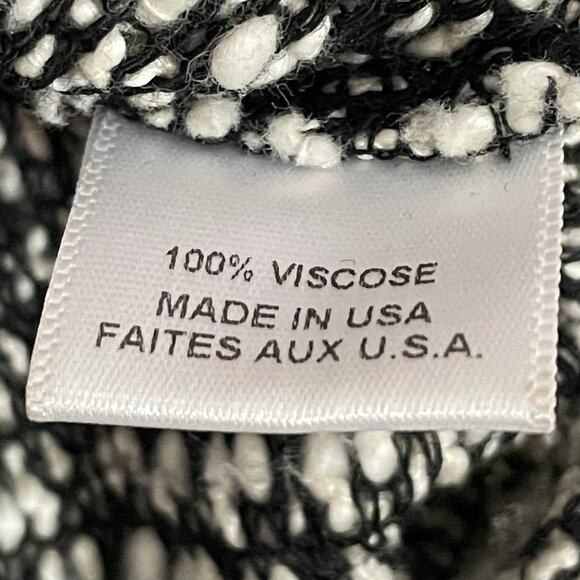 100% VISCOSE
MADE IN USA
FAITES AUX U.S.A.